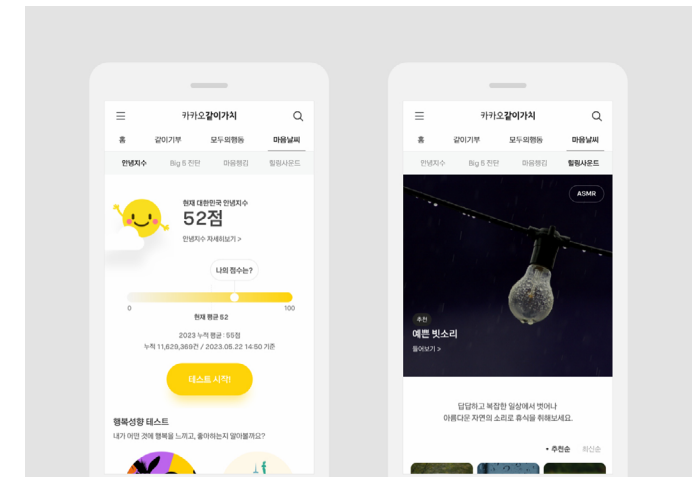 카카오같이가치
홈 같이기부 모두의행동 마음날씨
안녕지수 Big 5 진단 마음챙김 힐링사운드
현재 대한민국 안녕지수
52점
안녕지수 자세히보기 >
나의 점수는?
0 100
현재 평균 52
2023 누적 평균 : 55점
누적 11,629,369건 / 2023.05.22 14:50 기준
테스트 시작!
행복성향 테스트
내가 어떤 것에 행복을 느끼고, 좋아하는지 알아볼까요?
카카오같이가치
홈 같이기부 모두의행동 마음날씨
안녕지수 Big 5 진단 마음챙김 힐링사운드
ASMR
추천
예쁜 빗소리
들어보기 >
답답하고 복잡한 일상에서 벗어나
아름다운 자연의 소리로 휴식을 취해보세요.
• 추천순 최신순